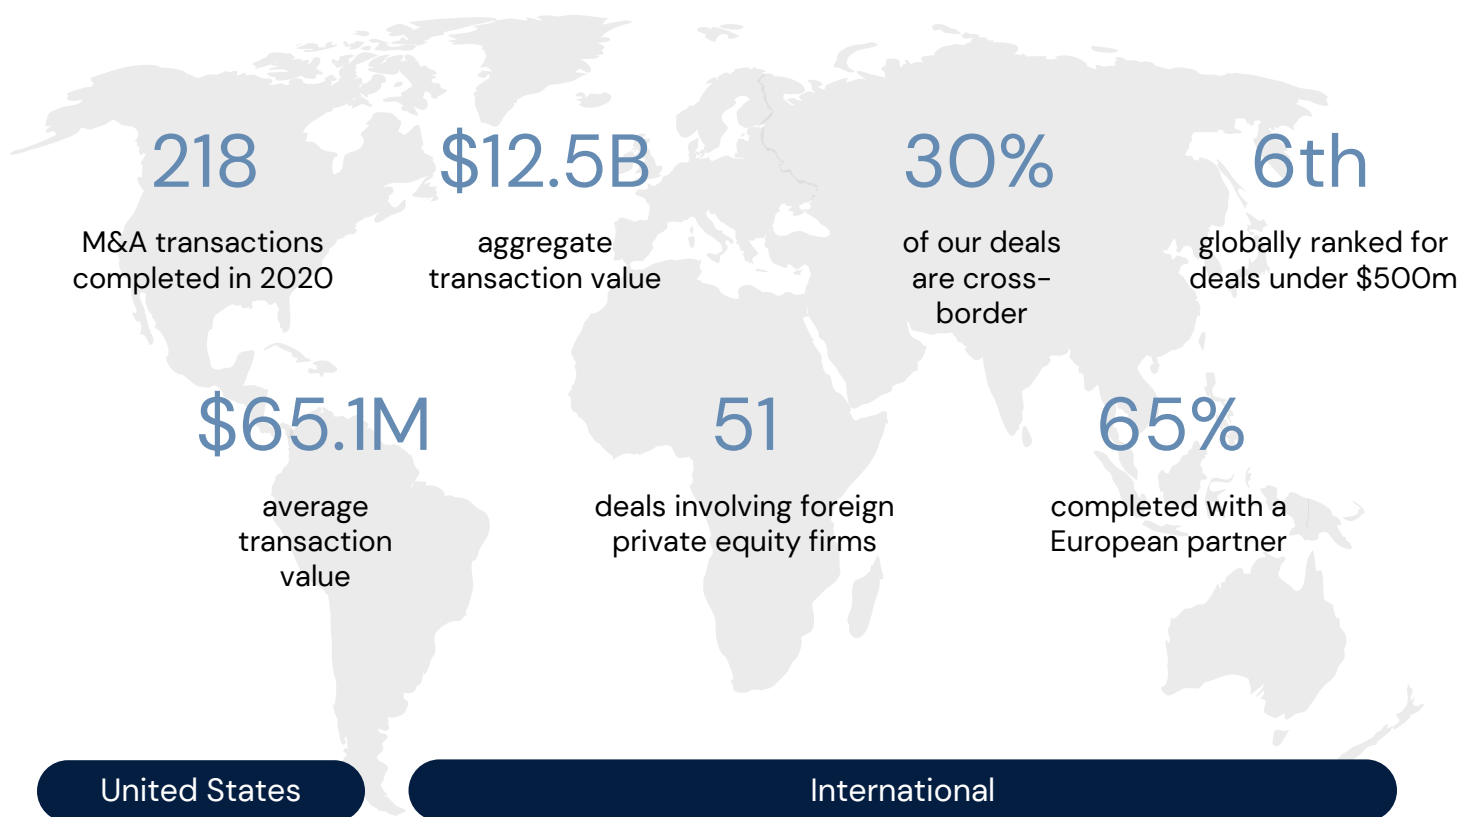 218
M&A transactions
completed in 2020
$12.5B
aggregate
transaction value
30%
of our deals
are cross-
border
6th
globally ranked for
deals under $500m
$65.1M
average
transaction
value
51
deals involving foreign
private equity firms
65%
completed with a
European partner
United States
International